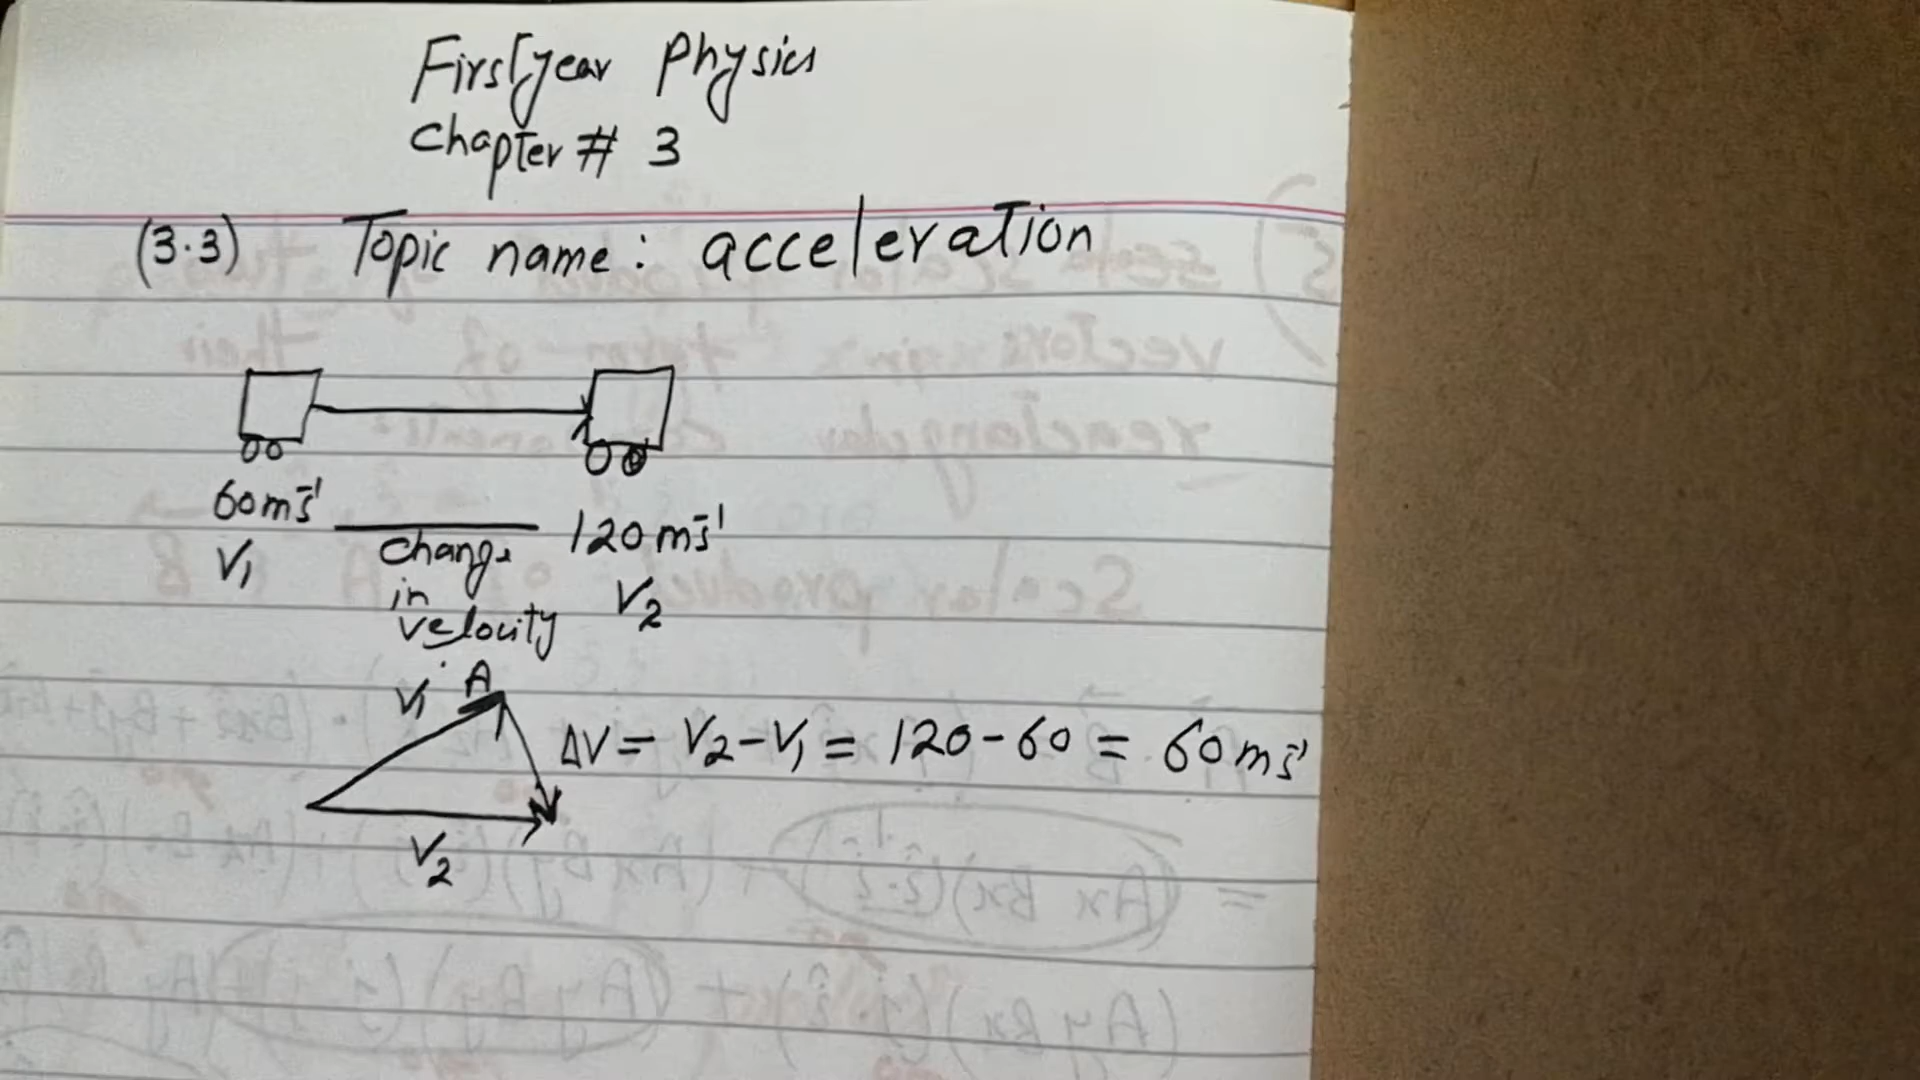 First year Physics
Chapter # 3
(3.3) Topic name: acceleration
60ms⁻¹ 120ms⁻¹
V₁ change V₂
in
velocity
V₁ A
ΔV = V₂-V₁ = 120-60 = 60ms⁻¹
V₂